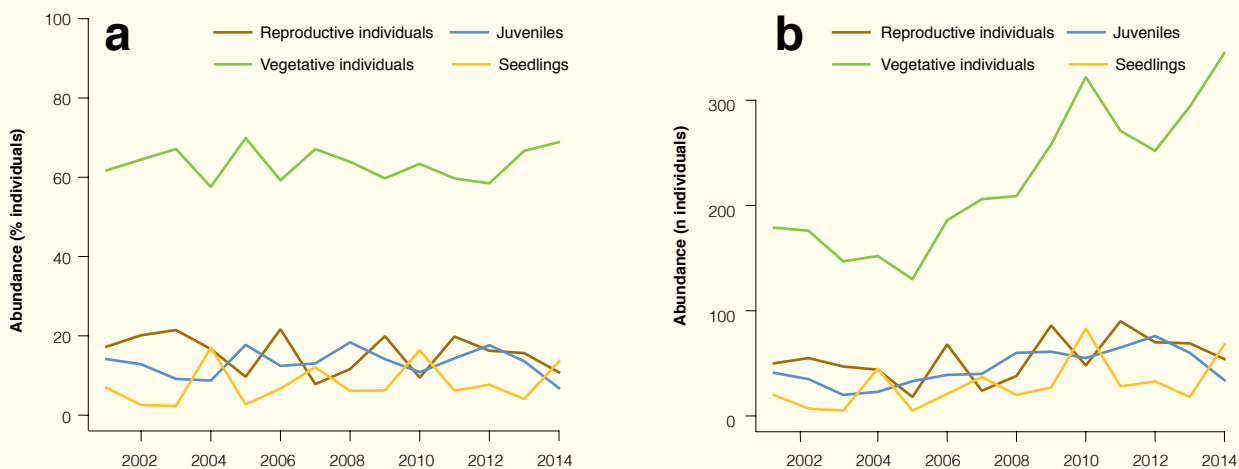 a
Reproductive individuals
Juveniles
Vegetative individuals
Seedlings
Abundance (% individuals)
100
80
60
40
20
0
2002 2004 2006 2008 2010 2012 2014
b
Reproductive individuals
Juveniles
Vegetative individuals
Seedlings
Abundance (n individuals)
300
200
100
0
2002 2004 2006 2008 2010 2012 2014